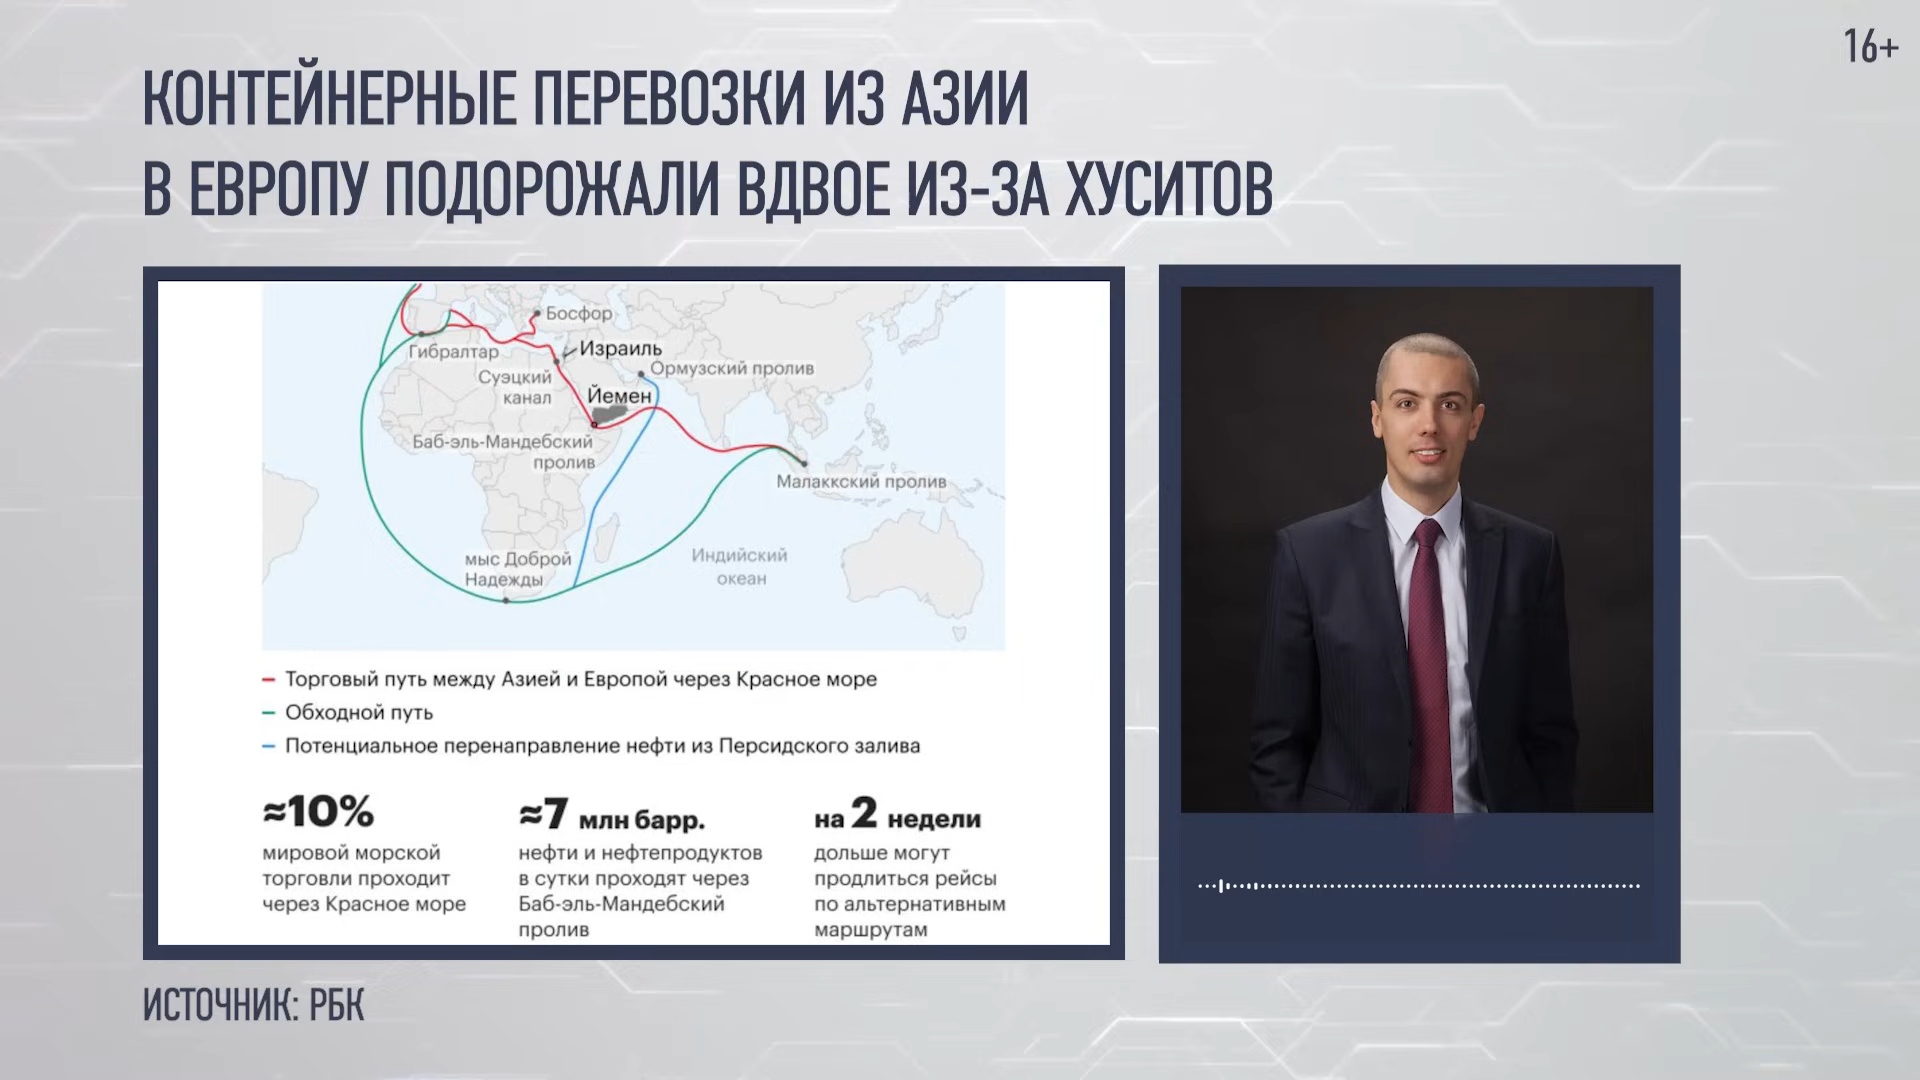 16+
КОНТЕЙНЕРНЫЕ ПЕРЕВОЗКИ ИЗ АЗИИ
В ЕВРОПУ ПОДОРОЖАЛИ ВДВОЕ ИЗ-ЗА ХУСИТОВ
Босфор
Гибралтар
Израиль
Суэцкий
канал
Ормузский пролив
Йемен
Баб-эль-Мандебский
пролив
Малаккский пролив
мыс Доброй
Надежды
Индийский
океан
Торговый путь между Азией и Европой через Красное море
Обходной путь
Потенциальное перенаправление нефти из Персидского залива
≈10%
мировой морской
торговли проходит
через Красное море
≈7 млн барр.
нефти и нефтепродуктов
в сутки проходят через
Баб-эль-Мандебский
пролив
на 2 недели
дольше могут
продлиться рейсы
по альтернативным
маршрутам
ИСТОЧНИК: РБК